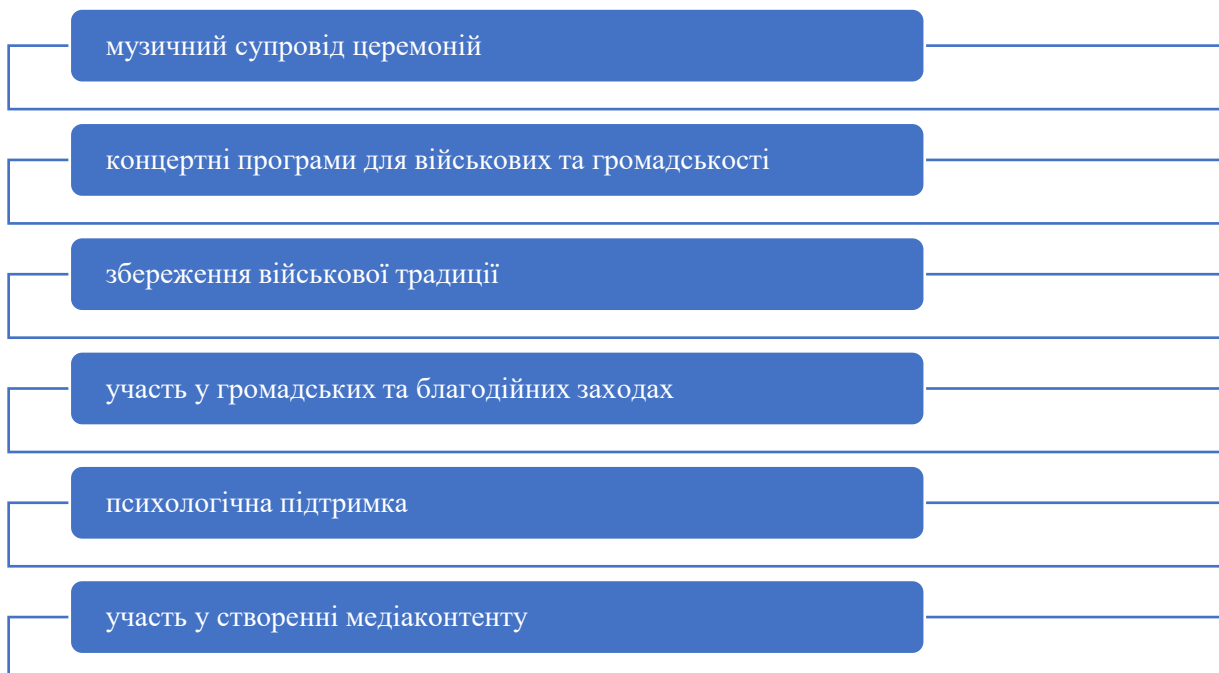 музичний супровід церемоній
концертні програми для військових та громадськості
збереження військової традиції
участь у громадських та благодійних заходах
психологічна підтримка
участь у створенні медіаконтенту